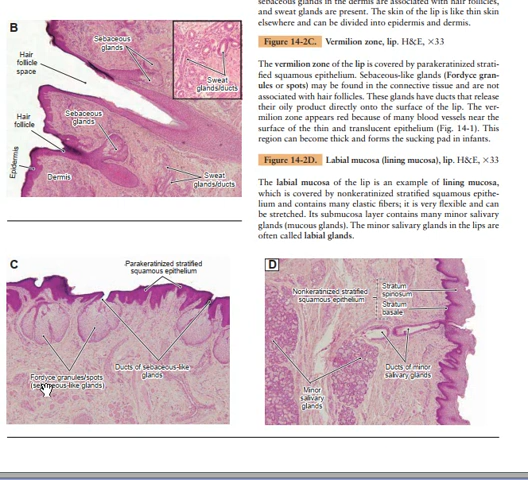 sebaceous glands in the dermis are associated with hair follicles,
and sweat glands are present. The skin of the lip is like thin skin
elsewhere and can be divided into epidermis and dermis.
Figure 14-2C. Vermilion zone, lip. H&E, ×33
The vermilion zone of the lip is covered by parakeratinized strati-
fied squamous epithelium. Sebaceous-like glands (Fordyce gran-
ules or spots) may be found in the connective tissue and are not
associated with hair follicles. These glands have ducts that release
their oily product directly onto the surface of the lip. The ver-
milion zone appears red because of many blood vessels near the
surface of the thin and translucent epithelium (Fig. 14-1). This
region can become thick and forms the sucking pad in infants.
Figure 14-2D. Labial mucosa (lining mucosa), lip. H&E, ×33
The labial mucosa of the lip is an example of lining mucosa,
which is covered by nonkeratinized stratified squamous epithe-
lium and contains many elastic fibers; it is very flexible and can
be stretched. Its submucosa layer contains many minor salivary
glands (mucous glands). The minor salivary glands in the lips are
often called labial glands.
B
Hair
follicle
space
Sebaceous
glands
Sweat
glands/ducts
Hair
follicle
Sebaceous
glands
Epidermis
Dermis
Sweat
glands/ducts
C
Parakeratinized stratified
squamous epithelium
Fordyce granules/spots
(sebaceous-like glands)
Ducts of sebaceous-like
glands
D
Nonkeratinized stratified
squamous epithelium
Stratum
spinosum
Stratum
basale
Minor
salivary
glands
Ducts of minor
salivary glands